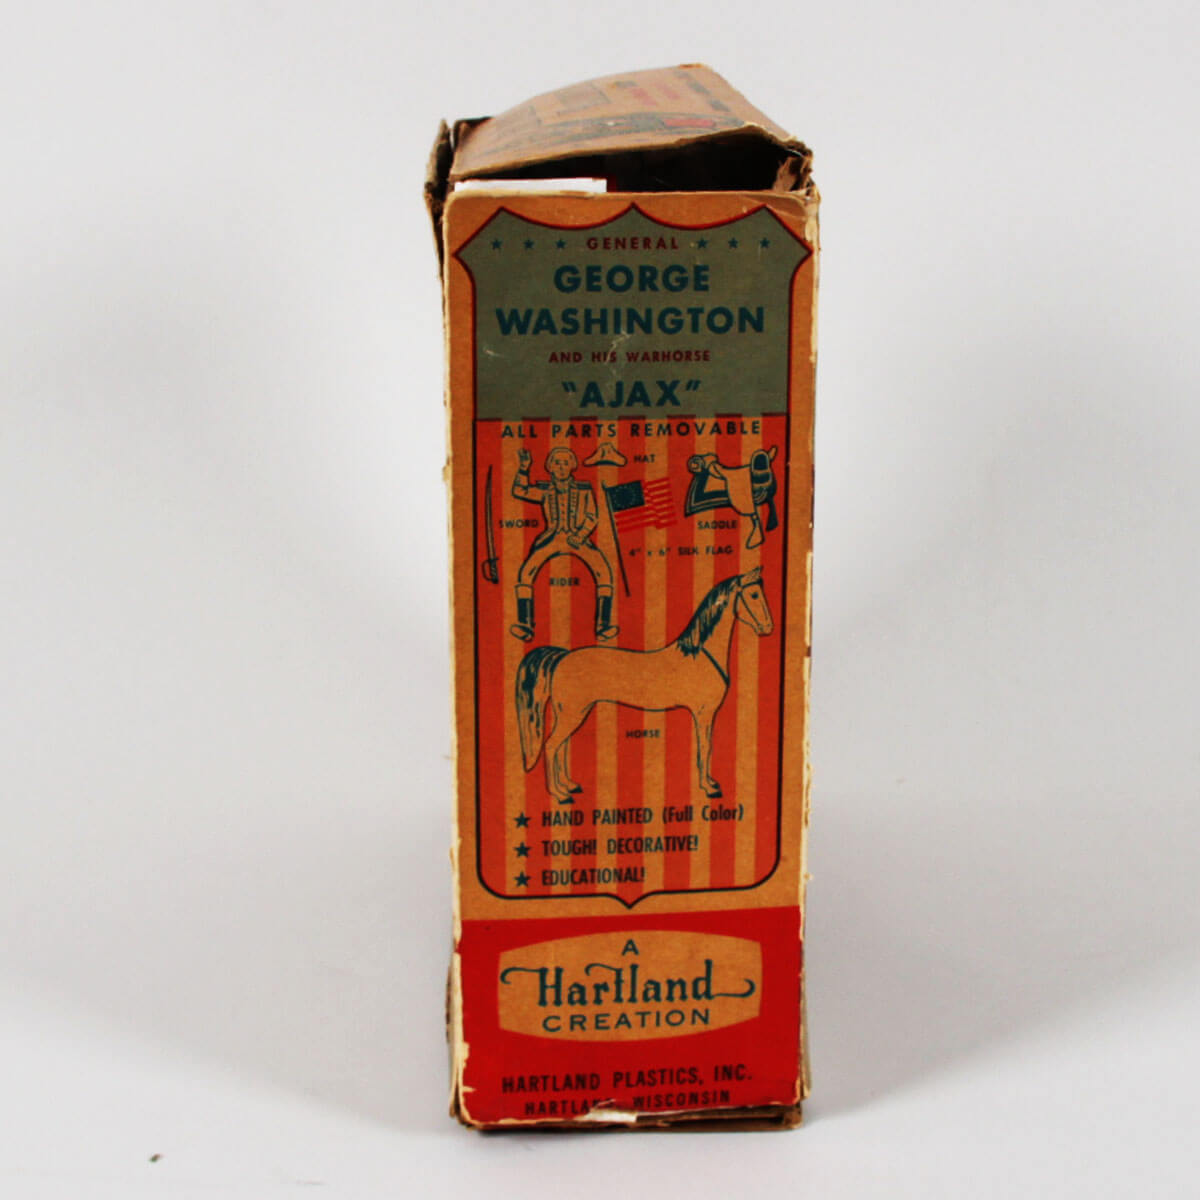 ★ ★ ★ GENERAL ★ ★ ★
GEORGE
WASHINGTON
AND HIS WARHORSE
"AJAX"
ALL PARTS REMOVABLE
HAT
SWORD
SADDLE
4" x 6" SILK FLAG
RIDER
HORSE
★ HAND PAINTED (Full Color)
★ TOUGH! DECORATIVE!
★ EDUCATIONAL!
A
Hartland
CREATION
HARTLAND PLASTICS, INC.
HARTLAND, WISCONSIN